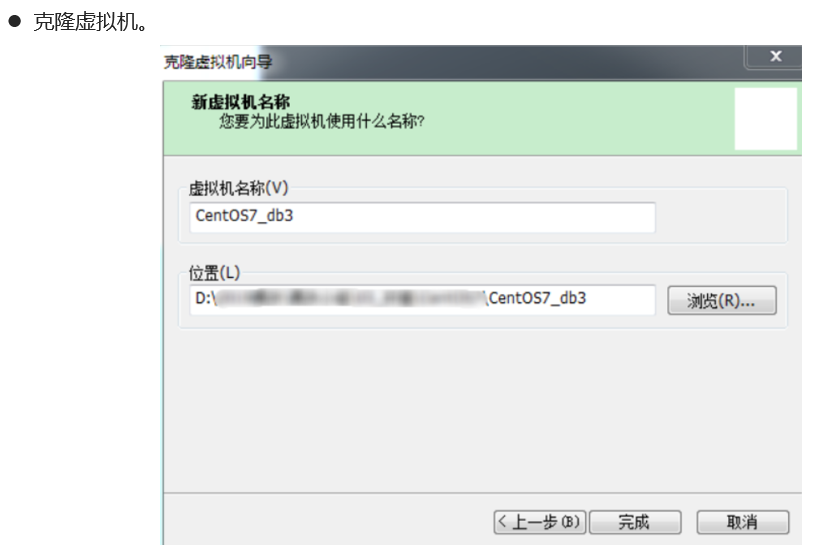 ● 克隆虚拟机。
克隆虚拟机向导
新虚拟机名称
您要为此虚拟机使用什么名称?
虚拟机名称(V)
CentOS7_db3
位置(L)
D:\ \CentOS7_db3
浏览(R)...
< 上一步(B) 完成 取消